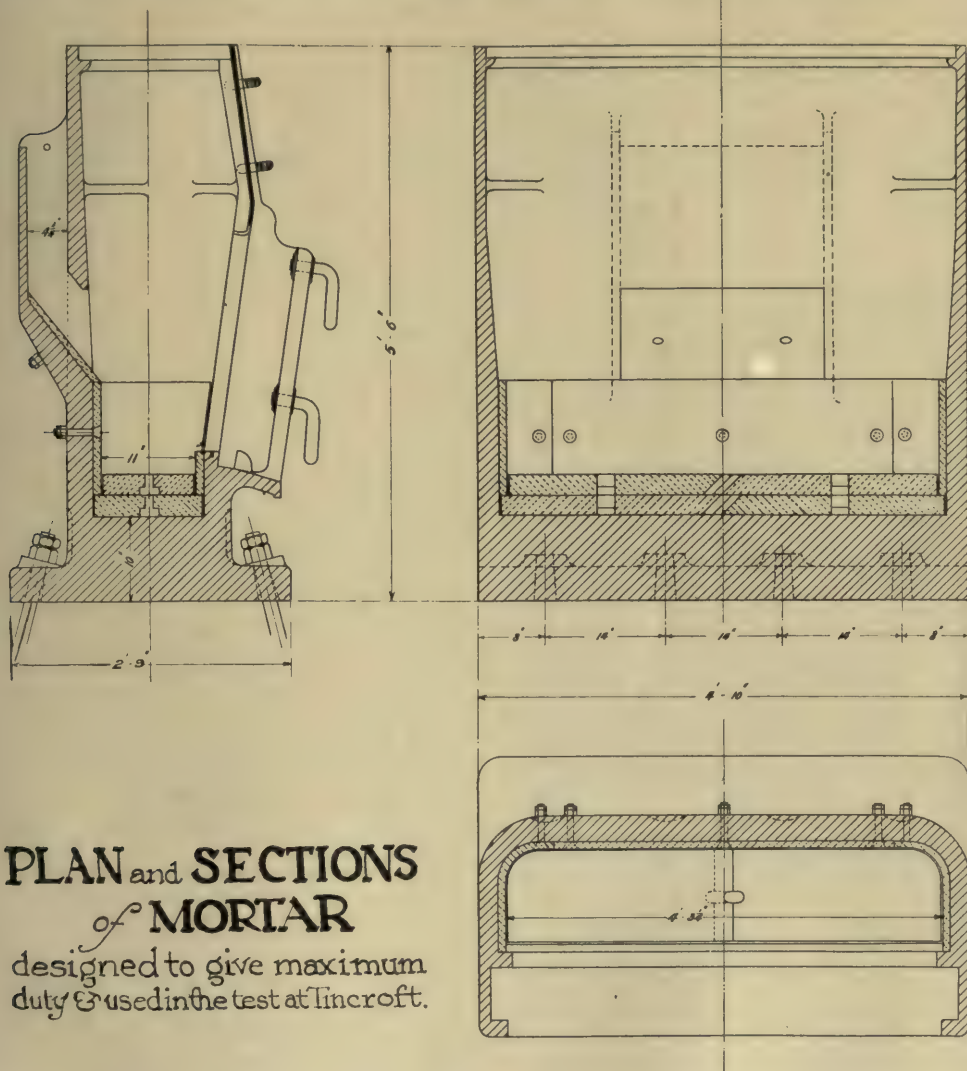 5'-6"
11"
10"
2'-9"
8" 14" 14" 14" 8"
4'-10"
PLAN and SECTIONS
of MORTAR
designed to give maximum
duty & used in the test at Tincroft.